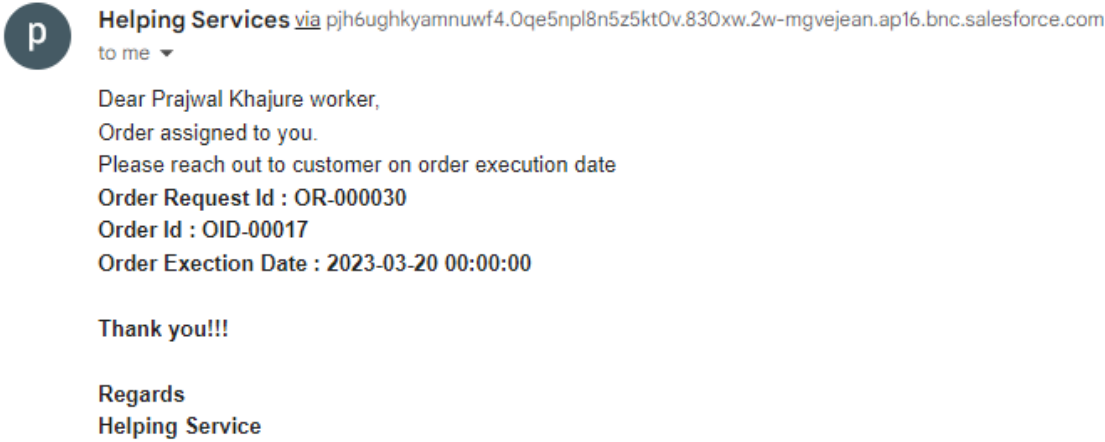 p
Helping Services via pjh6ughkyamnuwf4.0qe5npl8n5z5kt0v.830xw.2w-mgvejean.ap16.bnc.salesforce.com
to me
Dear Prajwal Khajure worker,
Order assigned to you.
Please reach out to customer on order execution date
Order Request Id : OR-000030
Order Id : OID-00017
Order Exection Date : 2023-03-20 00:00:00
Thank you!!!
Regards
Helping Service